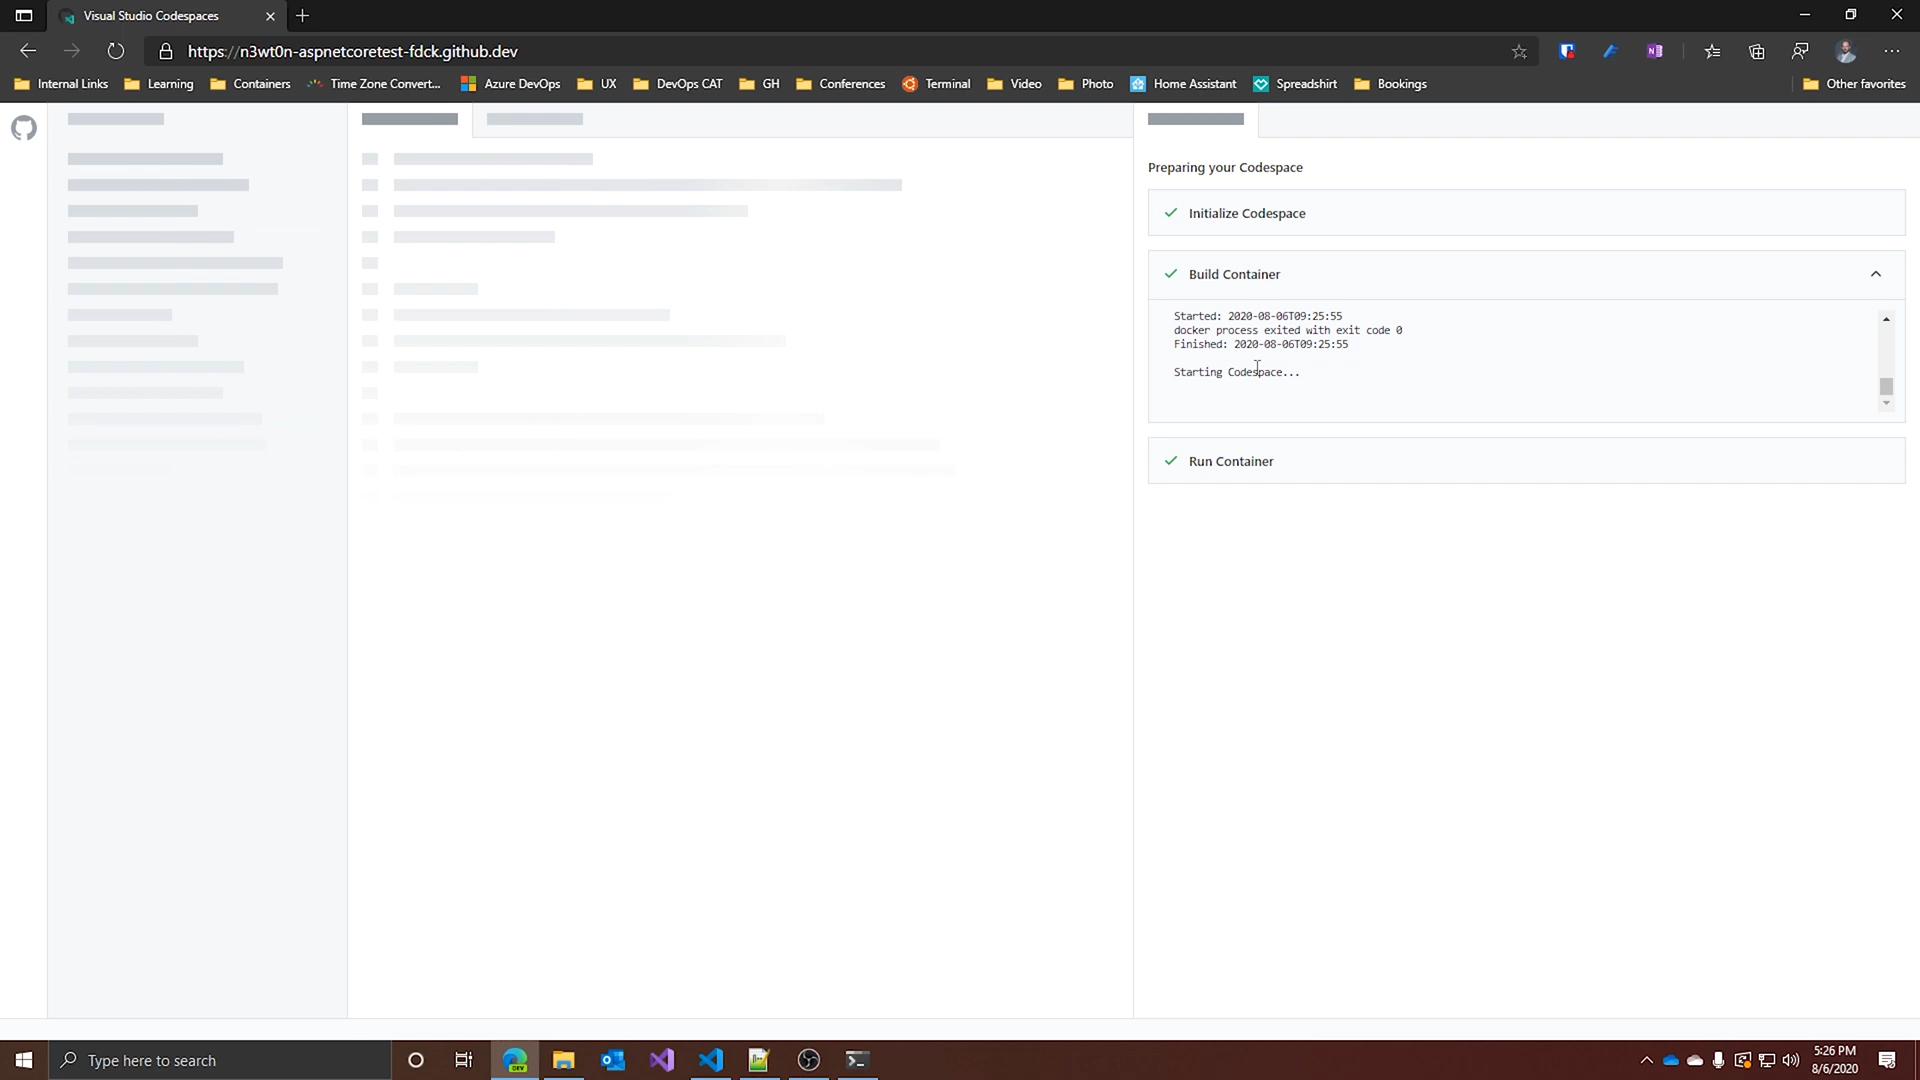 Visual Studio Codespaces
https://n3wt0n-aspnetcoretest-fdck.github.dev
Internal Links
Learning
Containers
Time Zone Convert...
Azure DevOps
UX
DevOps CAT
GH
Conferences
Terminal
Video
Photo
Home Assistant
Spreadshirt
Bookings
Other favorites
Preparing your Codespace
Initialize Codespace
Build Container
Started: 2020-08-06T09:25:55
docker process exited with exit code 0
Finished: 2020-08-06T09:25:55
Starting Codespace...
Run Container
Type here to search
DEV
5:26 PM
8/6/2020